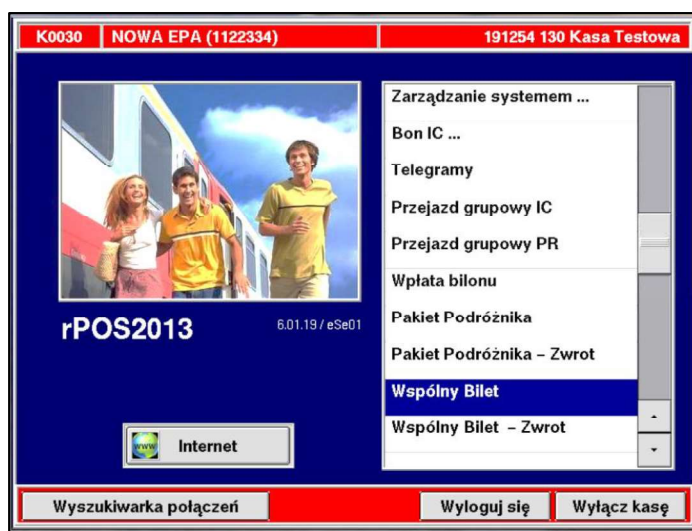 K0030 NOWA EPA (1122334) 191254 130 Kasa Testowa
Zarządzanie systemem ...
Bon IC ...
Telegramy
Przejazd grupowy IC
Przejazd grupowy PR
Wpłata bilonu
Pakiet Podróżnika
Pakiet Podróżnika – Zwrot
Wspólny Bilet
Wspólny Bilet – Zwrot
rPOS2013 6.01.19 / eSe01
www Internet
Wyszukiwarka połączeń Wyloguj się Wyłącz kasę